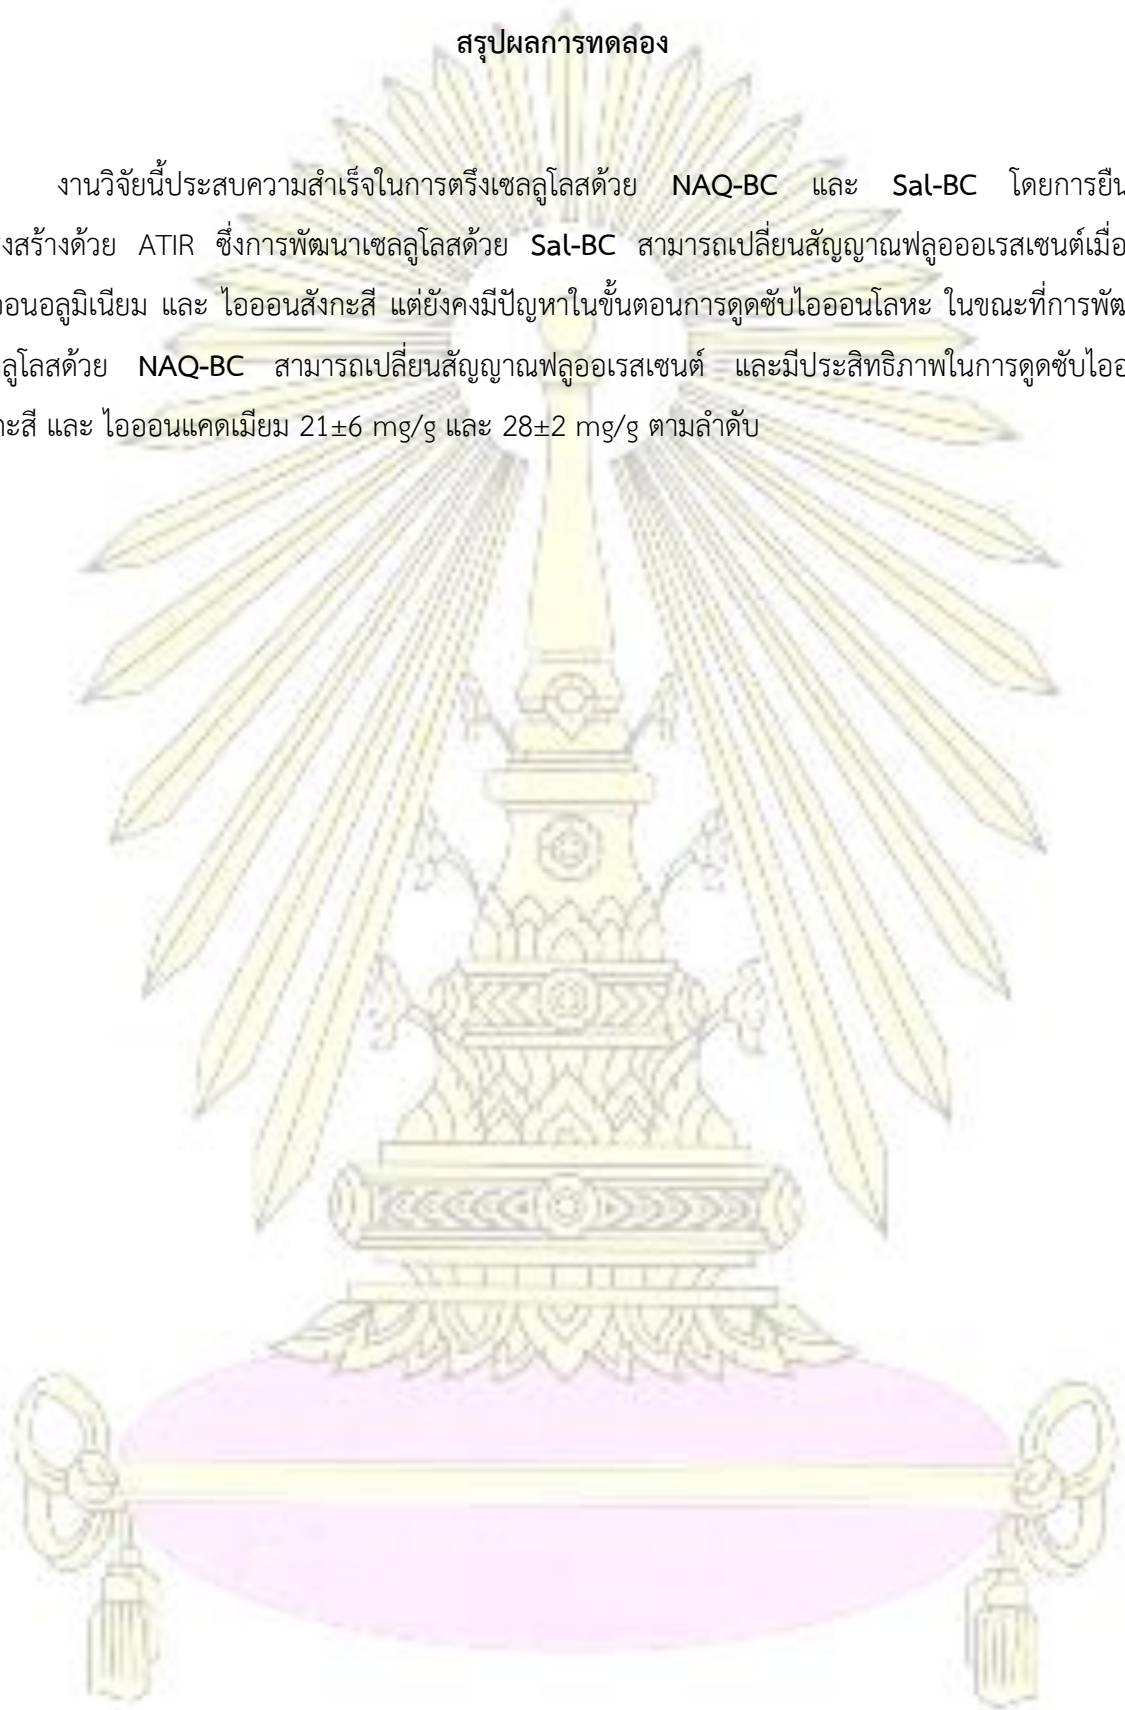 สรุปผลการทดลอง
งานวิจัยนี้ประสบความสำเร็จในการตรึงเซลลูโลสด้วย NAQ-BC และ Sal-BC โดยการยืน
งสร้างด้วย ATIR ซึ่งการพัฒนาเซลลูโลสด้วย Sal-BC สามารถเปลี่ยนสัญญาณฟลูอออเรสเซนต์เมื่อ
ออนอลูมิเนียม และ ไอออนสังกะสี แต่ยังคงมีปัญหาในขั้นตอนการดูดซับไอออนโลหะ ในขณะที่การพัฒ
ลูโลสด้วย NAQ-BC สามารถเปลี่ยนสัญญาณฟลูออเรสเซนต์ และมีประสิทธิภาพในการดูดซับไออ
กะสี และ ไอออนแคดเมียม 21±6 mg/g และ 28±2 mg/g ตามลำดับ